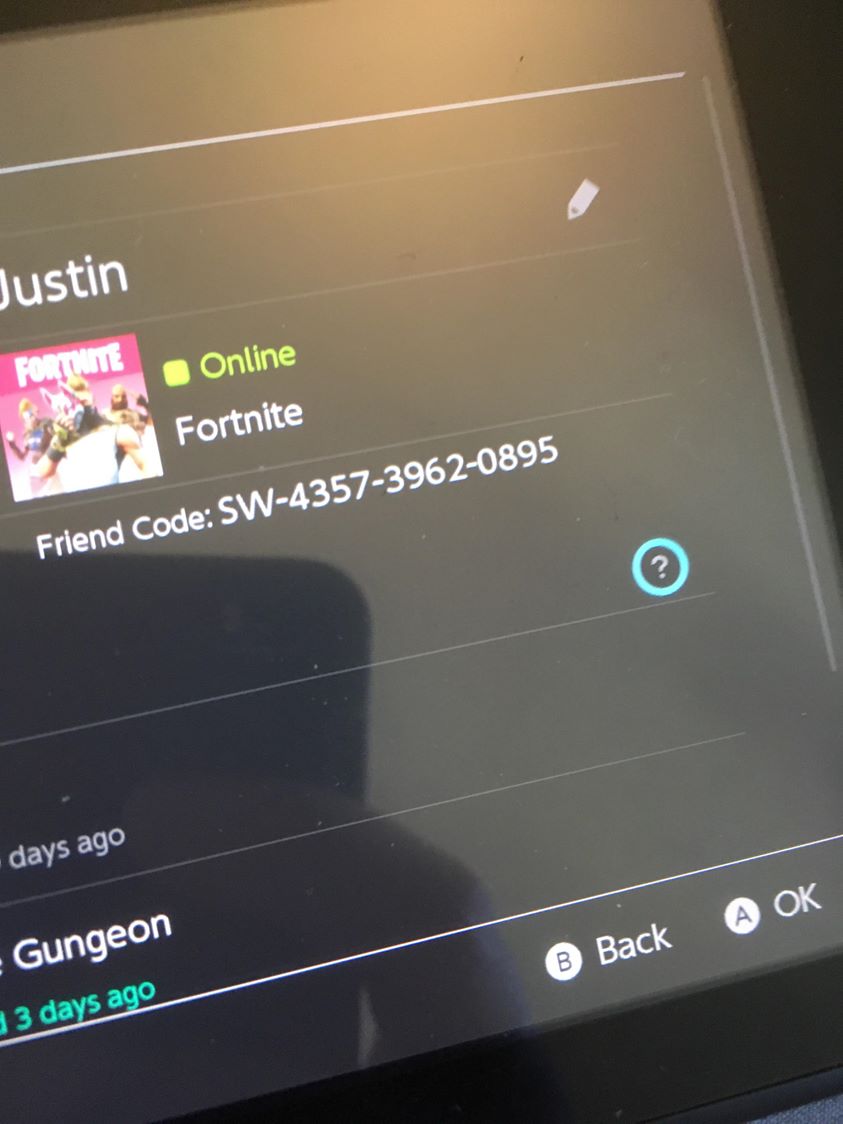 Justin
FORTNITE
Online
Fortnite
Friend Code: SW-4357-3962-0895
?
days ago
Gungeon
3 days ago
B Back
A OK